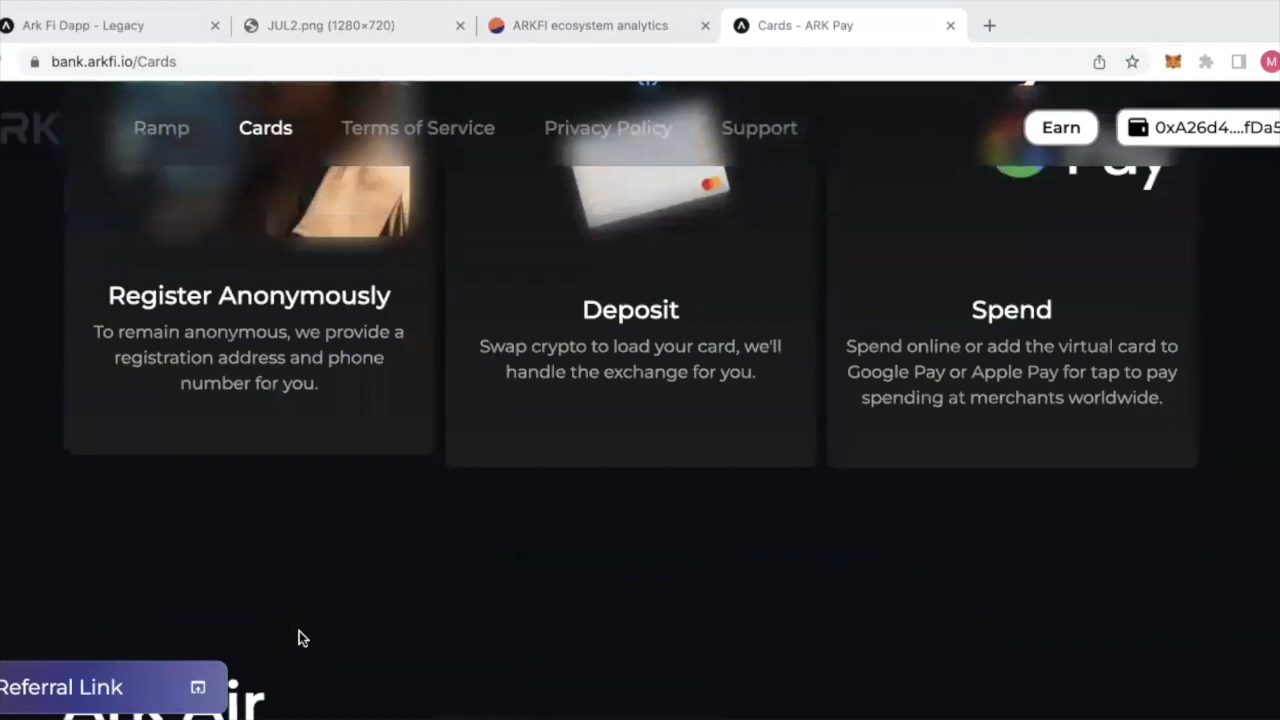 Ark Fi Dapp - Legacy
JUL2.png (1280×720)
ARKFI ecosystem analytics
Cards - ARK Pay
bank.arkfi.io/Cards
M
RK
Ramp
Cards
Terms of Service
Privacy Policy
Support
Earn
0xA26d4....fDa5
Pay
Register Anonymously
To remain anonymous, we provide a
registration address and phone
number for you.
Deposit
Swap crypto to load your card, we'll
handle the exchange for you.
Spend
Spend online or add the virtual card to
Google Pay or Apple Pay for tap to pay
spending at merchants worldwide.
Referral Link
Ark Air